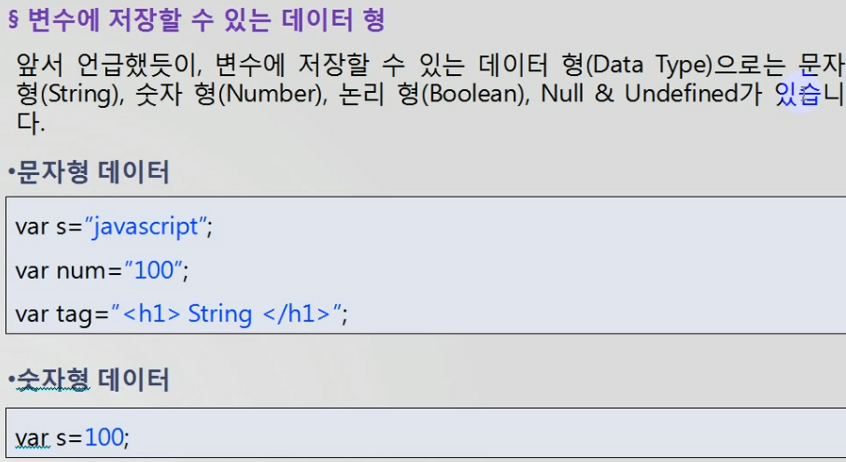 § 변수에 저장할 수 있는 데이터 형
앞서 언급했듯이, 변수에 저장할 수 있는 데이터 형(Data Type)으로는 문자
형(String), 숫자 형(Number), 논리 형(Boolean), Null & Undefined가 있습니
다.
•문자형 데이터
var s="javascript";
var num="100";
var tag="<h1> String </h1>";
•숫자형 데이터
var s=100;